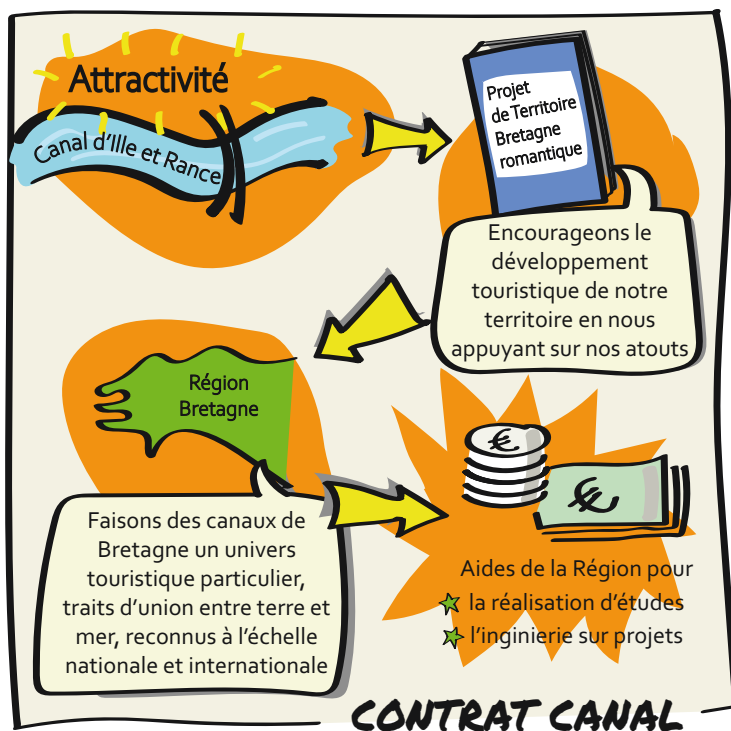 Attractivité
Canal d'Ille et Rance
Projet
de Territoire
Bretagne
romantique
Encourageons le
développement
touristique de notre
territoire en nous
appuyant sur nos atouts
Région
Bretagne
Faisons des canaux de
Bretagne un univers
touristique particulier,
traits d'union entre terre et
mer, reconnus à l'échelle
nationale et internationale
€
€
Aides de la Région pour
la réalisation d'études
l'inginierie sur projets
CONTRAT CANAL